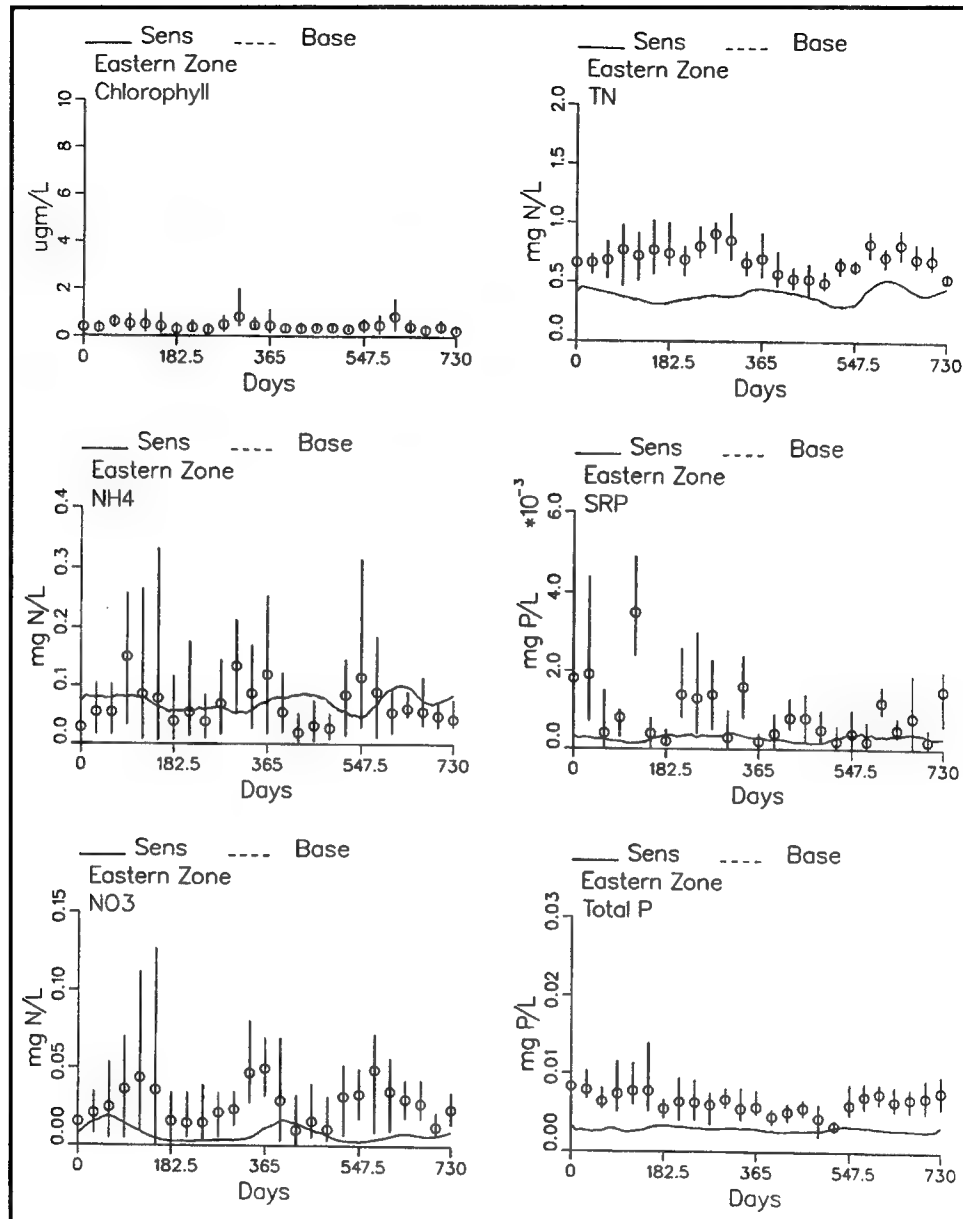 Sens Base
Eastern Zone
Chlorophyll
ugm/L
10
8
6
4
2
0
0 182.5 365 547.5 730
Days
Sens Base
Eastern Zone
TN
mg N/L
2.0
1.5
1.0
0.5
0.0
0 182.5 365 547.5 730
Days
Sens Base
Eastern Zone
NH4
mg N/L
0.4
0.3
0.2
0.1
0.0
0 182.5 365 547.5 730
Days
Sens Base
Eastern Zone
SRP
*10⁻³
mg P/L
6.0
4.0
2.0
0.0
0 182.5 365 547.5 730
Days
Sens Base
Eastern Zone
NO3
mg N/L
0.15
0.10
0.05
0.00
0 182.5 365 547.5 730
Days
Sens Base
Eastern Zone
Total P
mg P/L
0.03
0.02
0.01
0.00
0 182.5 365 547.5 730
Days